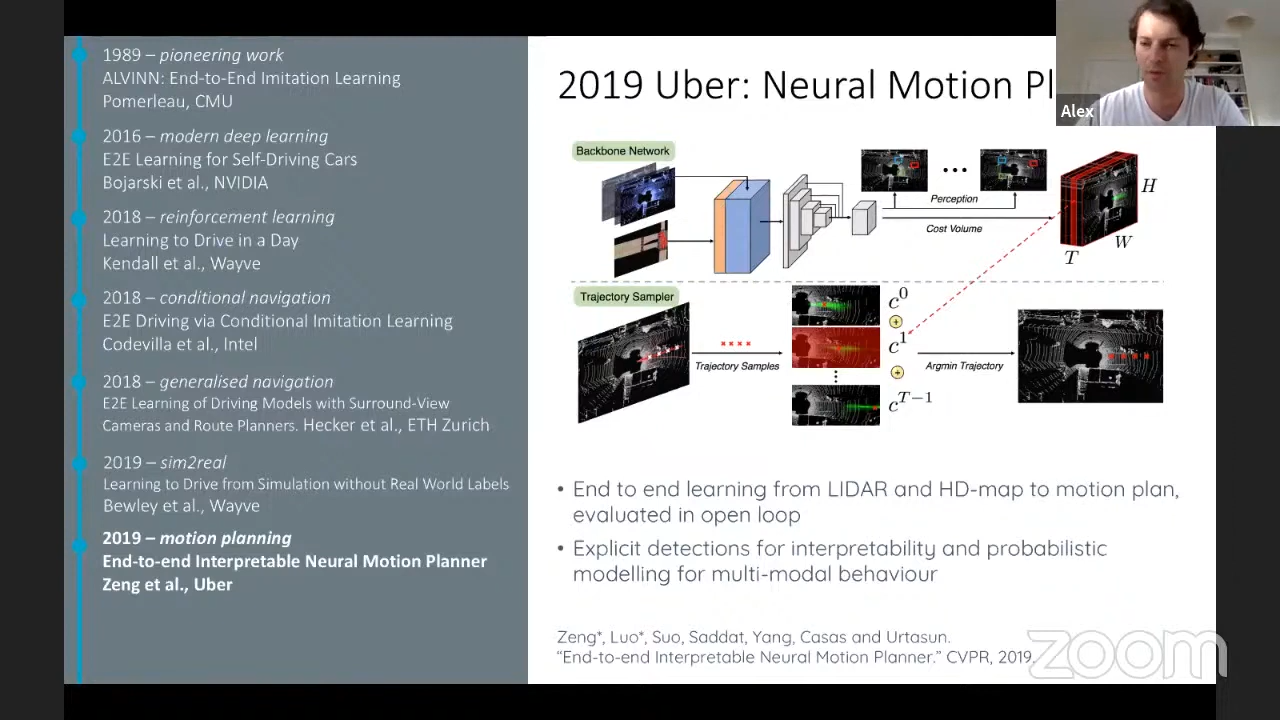 1989 – pioneering work
ALVINN: End-to-End Imitation Learning
Pomerleau, CMU
2016 – modern deep learning
E2E Learning for Self-Driving Cars
Bojarski et al., NVIDIA
2018 – reinforcement learning
Learning to Drive in a Day
Kendall et al., Wayve
2018 – conditional navigation
E2E Driving via Conditional Imitation Learning
Codevilla et al., Intel
2018 – generalised navigation
E2E Learning of Driving Models with Surround-View
Cameras and Route Planners. Hecker et al., ETH Zurich
2019 – sim2real
Learning to Drive from Simulation without Real World Labels
Bewley et al., Wayve
2019 – motion planning
End-to-end Interpretable Neural Motion Planner
Zeng et al., Uber
2019 Uber: Neural Motion Pl
Alex
Backbone Network
Perception
Cost Volume
H
W
T
Trajectory Sampler
Trajectory Samples
c⁰
+
c¹
+
c^{T−1}
Argmin Trajectory
• End to end learning from LIDAR and HD-map to motion plan,
evaluated in open loop
• Explicit detections for interpretability and probabilistic
modelling for multi-modal behaviour
Zeng*, Luo*, Suo, Saddat, Yang, Casas and Urtasun.
“End-to-end Interpretable Neural Motion Planner.” CVPR, 2019.
zoom